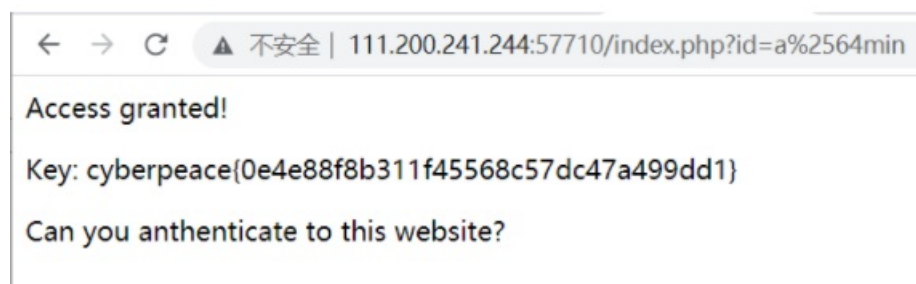 不安全 | 111.200.241.244:57710/index.php?id=a%2564min
Access granted!
Key: cyberpeace{0e4e88f8b311f45568c57dc47a499dd1}
Can you anthenticate to this website?